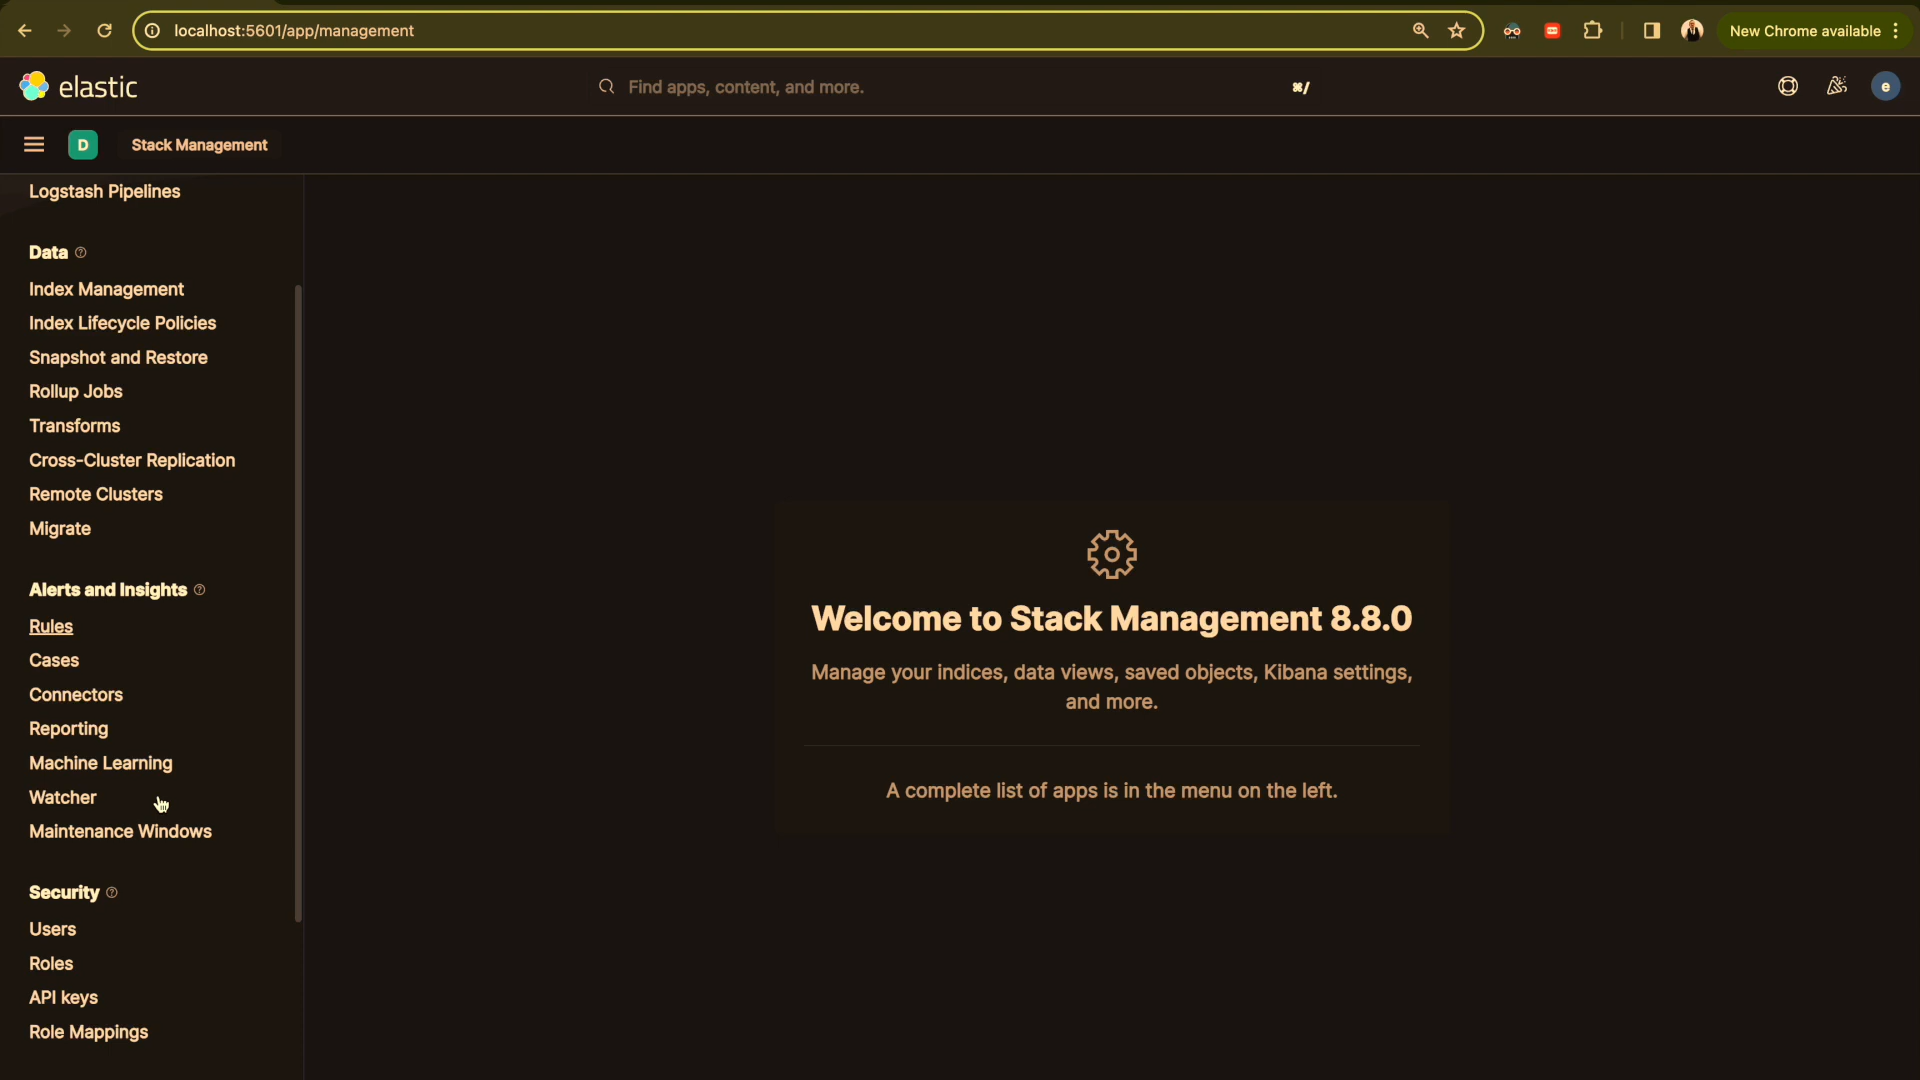 localhost:5601/app/management
New Chrome available
elastic
Find apps, content, and more.
⌘/
e
D
Stack Management
Logstash Pipelines
Data
Index Management
Index Lifecycle Policies
Snapshot and Restore
Rollup Jobs
Transforms
Cross-Cluster Replication
Remote Clusters
Migrate
Alerts and Insights
Rules
Cases
Connectors
Reporting
Machine Learning
Watcher
Maintenance Windows
Security
Users
Roles
API keys
Role Mappings
Welcome to Stack Management 8.8.0
Manage your indices, data views, saved objects, Kibana settings,
and more.
A complete list of apps is in the menu on the left.